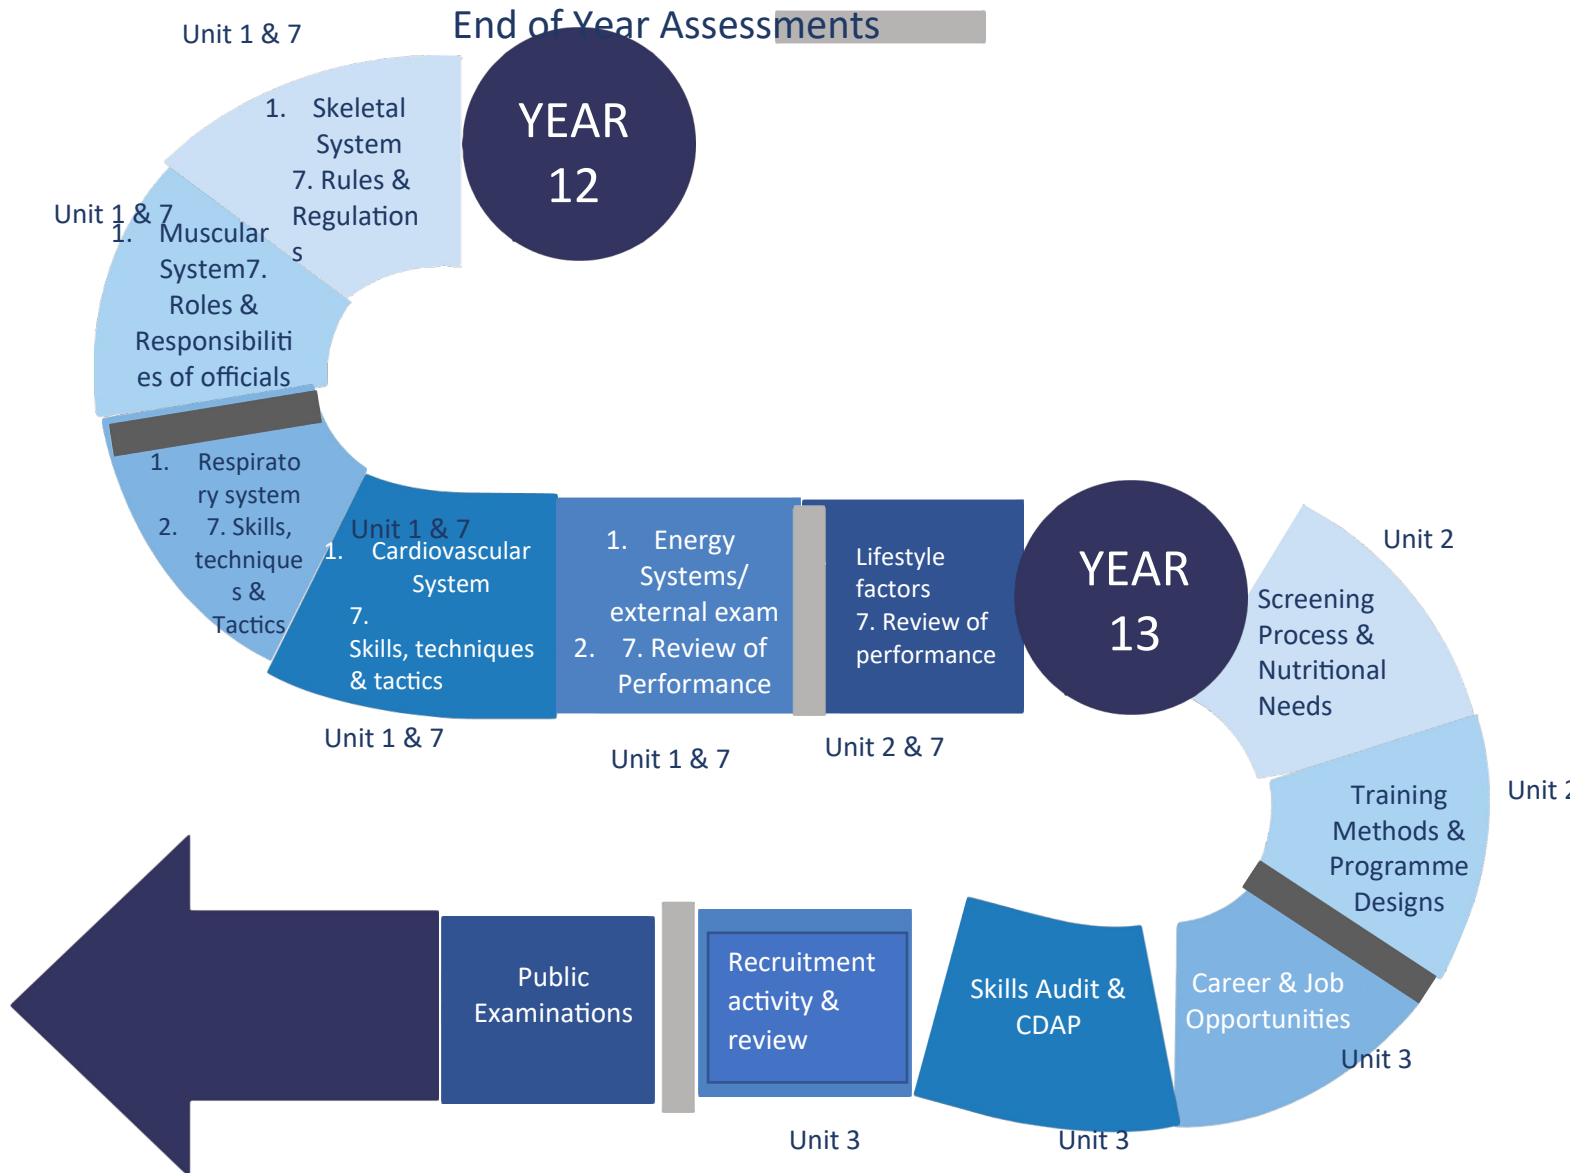 End of Year Assessments
Unit 1 & 7
YEAR
12
1. Skeletal
System
7. Rules &
Regulation
s
Unit 1 & 7
1. Muscular
System7.
Roles &
Responsibiliti
es of officials
1. Respirato
ry system
2. 7. Skills,
technique
s &
Tactics
Unit 1 & 7
1. Cardiovascular
System
7.
Skills, techniques
& tactics
Unit 1 & 7
1. Energy
Systems/
external exam
2. 7. Review of
Performance
Unit 1 & 7
Lifestyle
factors
7. Review of
performance
Unit 2 & 7
YEAR
13
Unit 2
Screening
Process &
Nutritional
Needs
Unit 2
Training
Methods &
Programme
Designs
Career & Job
Opportunities
Unit 3
Skills Audit &
CDAP
Unit 3
Recruitment
activity &
review
Unit 3
Public
Examinations